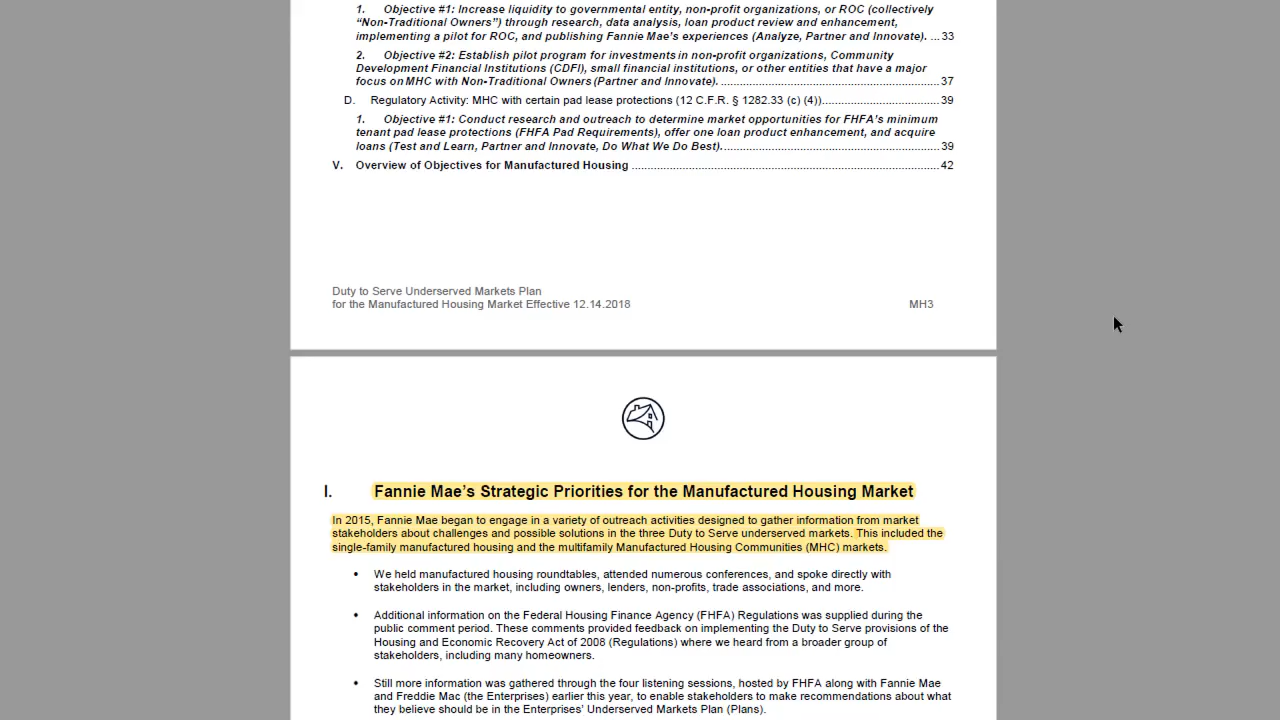 1. Objective #1: Increase liquidity to governmental entity, non-profit organizations, or ROC (collectively
"Non-Traditional Owners") through research, data analysis, loan product review and enhancement,
implementing a pilot for ROC, and publishing Fannie Mae's experiences (Analyze, Partner and Innovate). ...33
2. Objective #2: Establish pilot program for investments in non-profit organizations, Community
Development Financial Institutions (CDFI), small financial institutions, or other entities that have a major
focus on MHC with Non-Traditional Owners (Partner and Innovate). ....................................................................37
D. Regulatory Activity: MHC with certain pad lease protections (12 C.F.R. § 1282.33 (c) (4))....................................39
1. Objective #1: Conduct research and outreach to determine market opportunities for FHFA's minimum
tenant pad lease protections (FHFA Pad Requirements), offer one loan product enhancement, and acquire
loans (Test and Learn, Partner and Innovate, Do What We Do Best)....................................................................39
V. Overview of Objectives for Manufactured Housing .................................................................................................42
Duty to Serve Underserved Markets Plan
for the Manufactured Housing Market Effective 12.14.2018 MH3
I. Fannie Mae's Strategic Priorities for the Manufactured Housing Market
In 2015, Fannie Mae began to engage in a variety of outreach activities designed to gather information from market
stakeholders about challenges and possible solutions in the three Duty to Serve underserved markets. This included the
single-family manufactured housing and the multifamily Manufactured Housing Communities (MHC) markets.
• We held manufactured housing roundtables, attended numerous conferences, and spoke directly with
stakeholders in the market, including owners, lenders, non-profits, trade associations, and more.
• Additional information on the Federal Housing Finance Agency (FHFA) Regulations was supplied during the
public comment period. These comments provided feedback on implementing the Duty to Serve provisions of the
Housing and Economic Recovery Act of 2008 (Regulations) where we heard from a broader group of
stakeholders, including many homeowners.
• Still more information was gathered through the four listening sessions, hosted by FHFA along with Fannie Mae
and Freddie Mac (the Enterprises) earlier this year, to enable stakeholders to make recommendations about what
they believe should be in the Enterprises' Underserved Markets Plan (Plans).